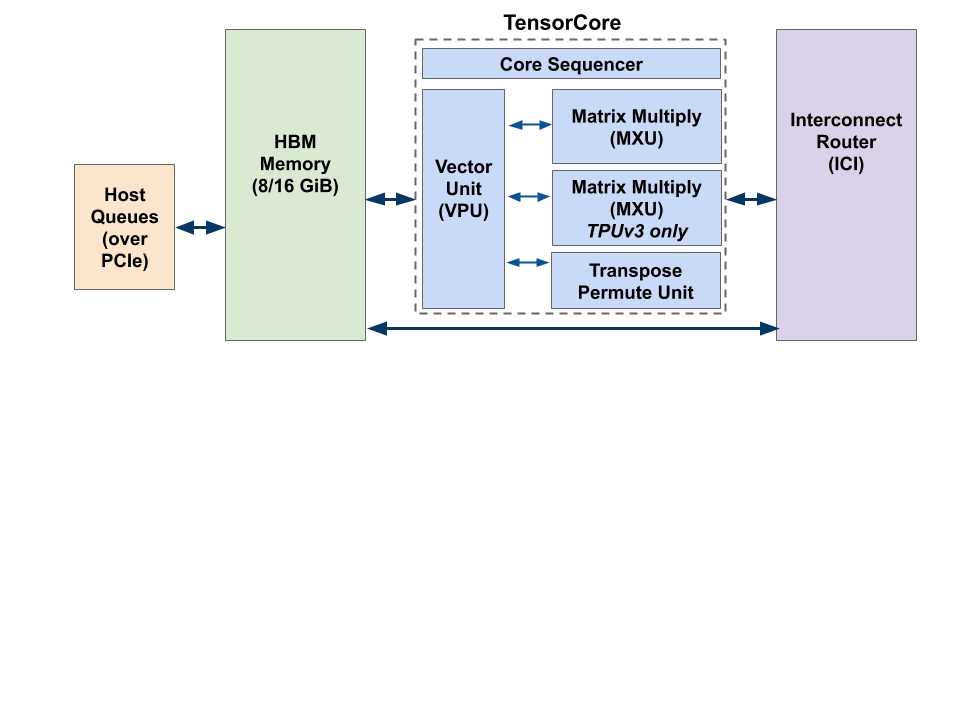 TensorCore
Core Sequencer
Host
Queues
(over
PCIe)
HBM
Memory
(8/16 GiB)
Vector
Unit
(VPU)
Matrix Multiply
(MXU)
Matrix Multiply
(MXU)
TPUv3 only
Transpose
Permute Unit
Interconnect
Router
(ICI)